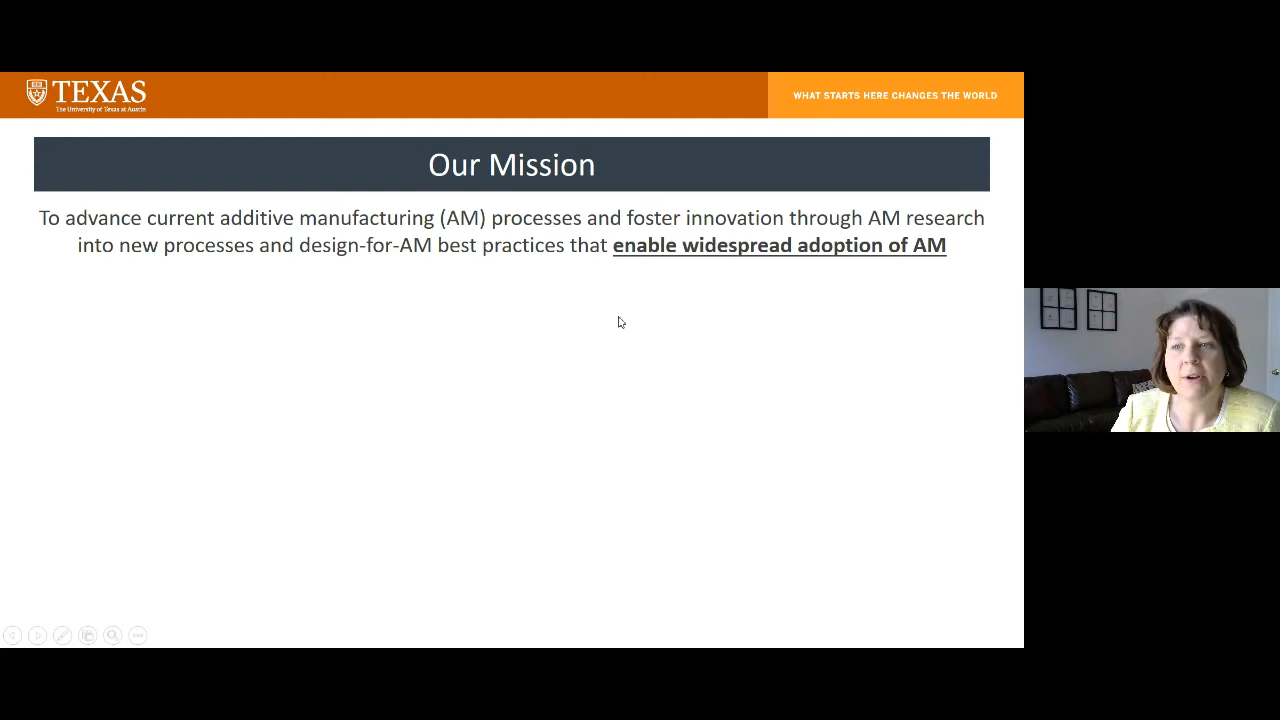 TEXAS
The University of Texas at Austin
WHAT STARTS HERE CHANGES THE WORLD
Our Mission
To advance current additive manufacturing (AM) processes and foster innovation through AM research
into new processes and design-for-AM best practices that enable widespread adoption of AM